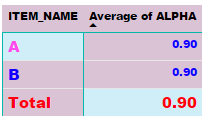 ITEM_NAME Average of ALPHA
A 0.90
B 0.90
Total 0.90